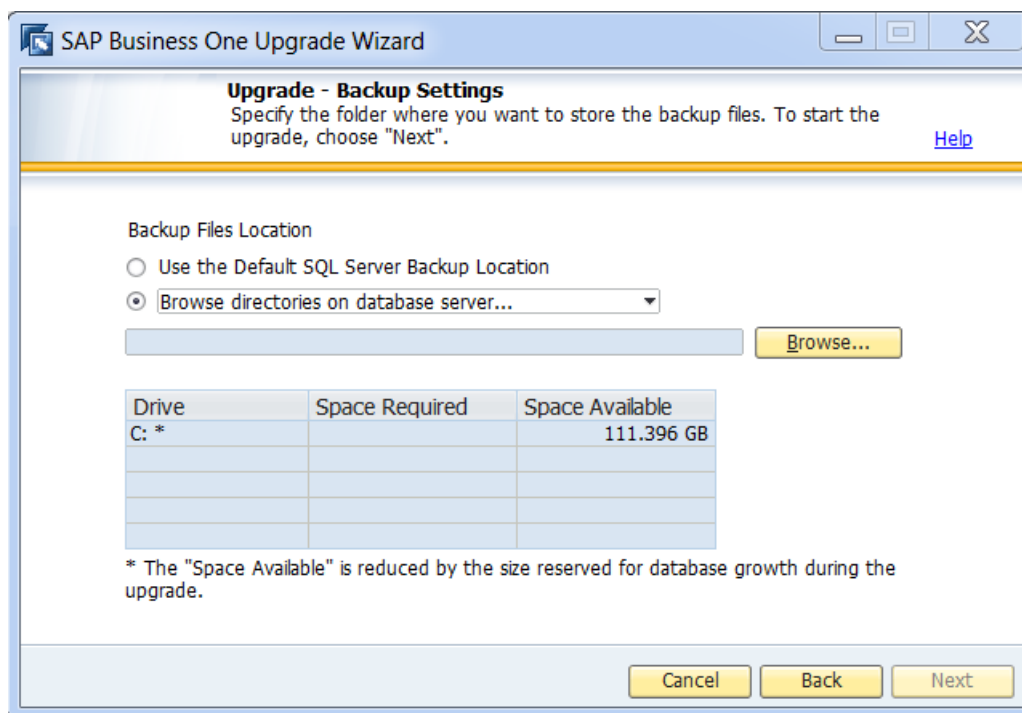 SAP Business One Upgrade Wizard
Upgrade - Backup Settings
Specify the folder where you want to store the backup files. To start the
upgrade, choose "Next".
Help
Backup Files Location
Use the Default SQL Server Backup Location
Browse directories on database server...
Browse...
Drive Space Required Space Available
C: * 111.396 GB
* The "Space Available" is reduced by the size reserved for database growth during the
upgrade.
Cancel Back Next